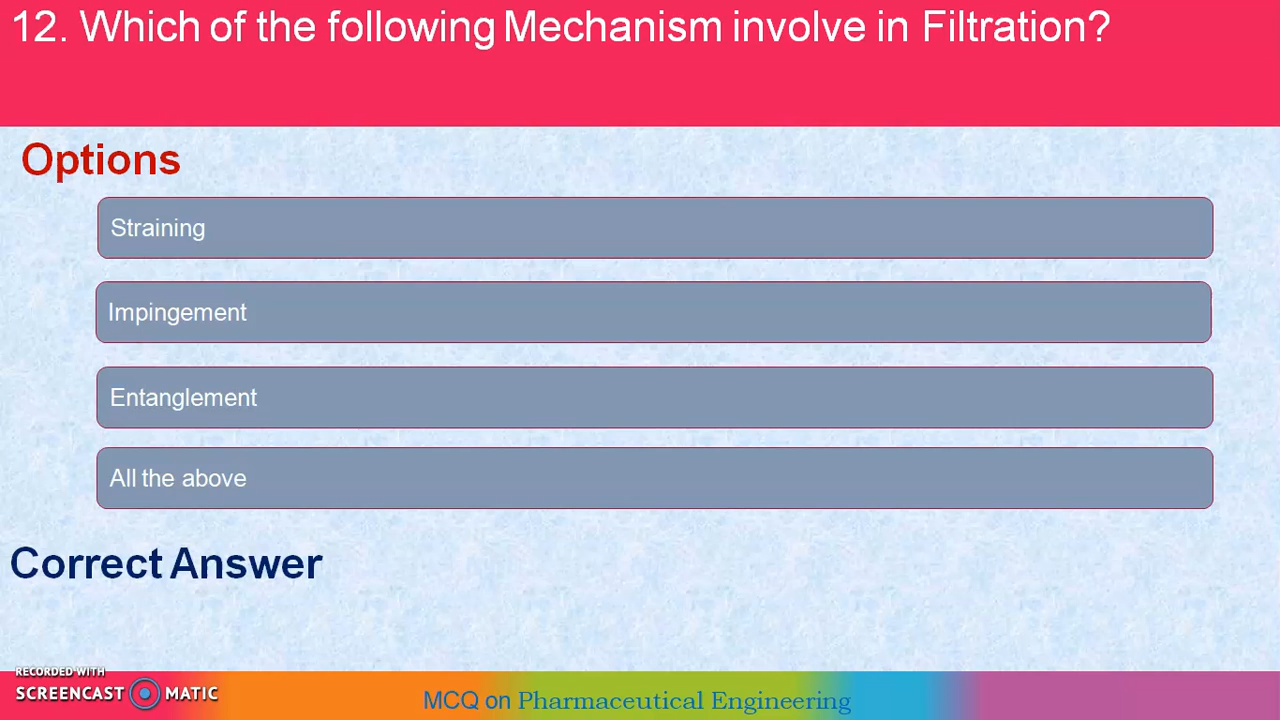 12. Which of the following Mechanism involve in Filtration?
Options
Straining
Impingement
Entanglement
All the above
Correct Answer
RECORDED WITH
SCREENCAST MATIC
MCQ on Pharmaceutical Engineering